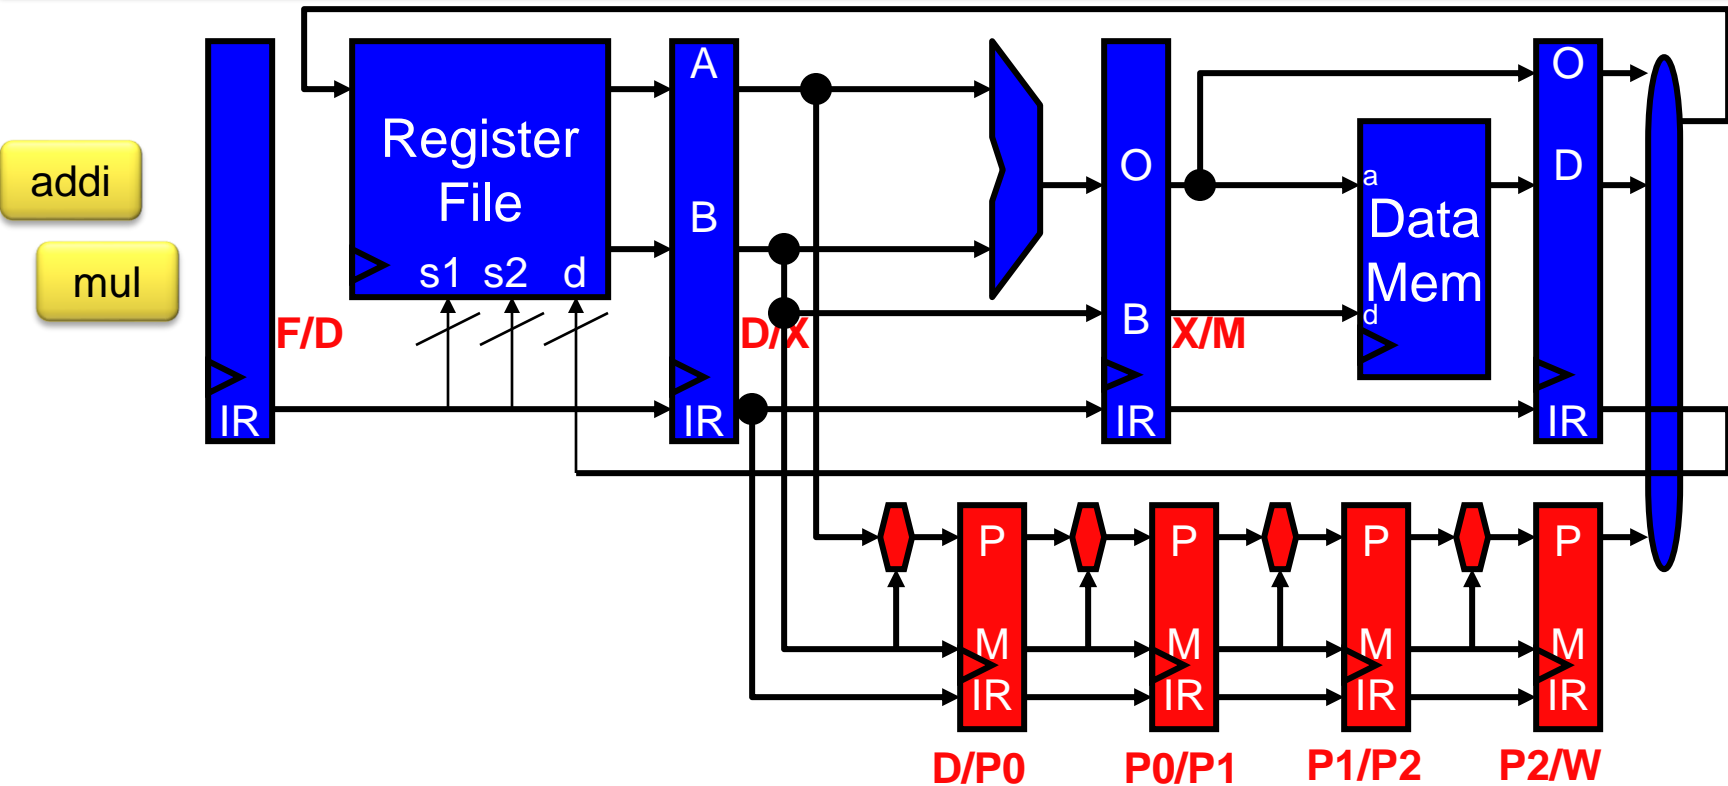 addi
mul
IR
F/D
Register
File
s1 s2 d
A
B
IR
D/X
O
B
IR
X/M
a
Data
Mem
d
O
D
IR
P
M
IR
D/P0
P
M
IR
P0/P1
P
M
IR
P1/P2
P
M
IR
P2/W